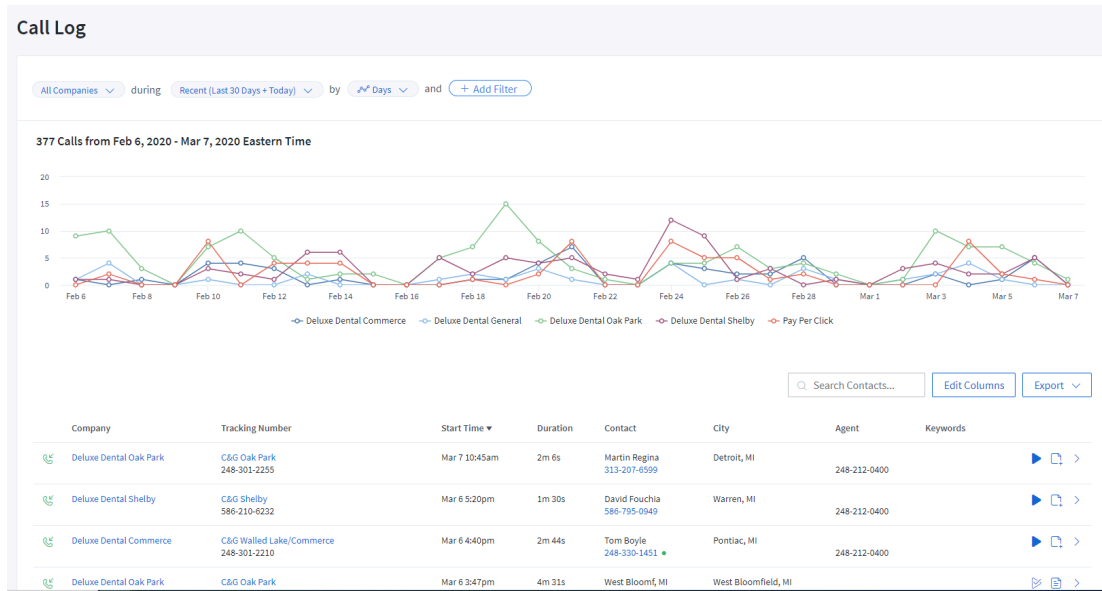 Call Log
All Companies during Recent (Last 30 Days + Today) by Days and + Add Filter
377 Calls from Feb 6, 2020 - Mar 7, 2020 Eastern Time
20
15
10
5
0
Feb 6 Feb 8 Feb 10 Feb 12 Feb 14 Feb 16 Feb 18 Feb 20 Feb 22 Feb 24 Feb 26 Feb 28 Mar 1 Mar 3 Mar 5 Mar 7
Deluxe Dental Commerce Deluxe Dental General Deluxe Dental Oak Park Deluxe Dental Shelby Pay Per Click
Search Contacts... Edit Columns Export
Company Tracking Number Start Time ▼ Duration Contact City Agent Keywords
Deluxe Dental Oak Park C&G Oak Park Mar 7 10:45am 2m 6s Martin Regina Detroit, MI
248-301-2255 313-207-6599 248-212-0400
Deluxe Dental Shelby C&G Shelby Mar 6 5:20pm 1m 30s David Fouchia Warren, MI
586-210-6232 586-795-0949 248-212-0400
Deluxe Dental Commerce C&G Walled Lake/Commerce Mar 6 4:40pm 2m 44s Tom Boyle Pontiac, MI
248-301-2210 248-330-1451 248-212-0400
Deluxe Dental Oak Park C&G Oak Park Mar 6 3:47pm 4m 31s West Bloomf, MI West Bloomfield, MI